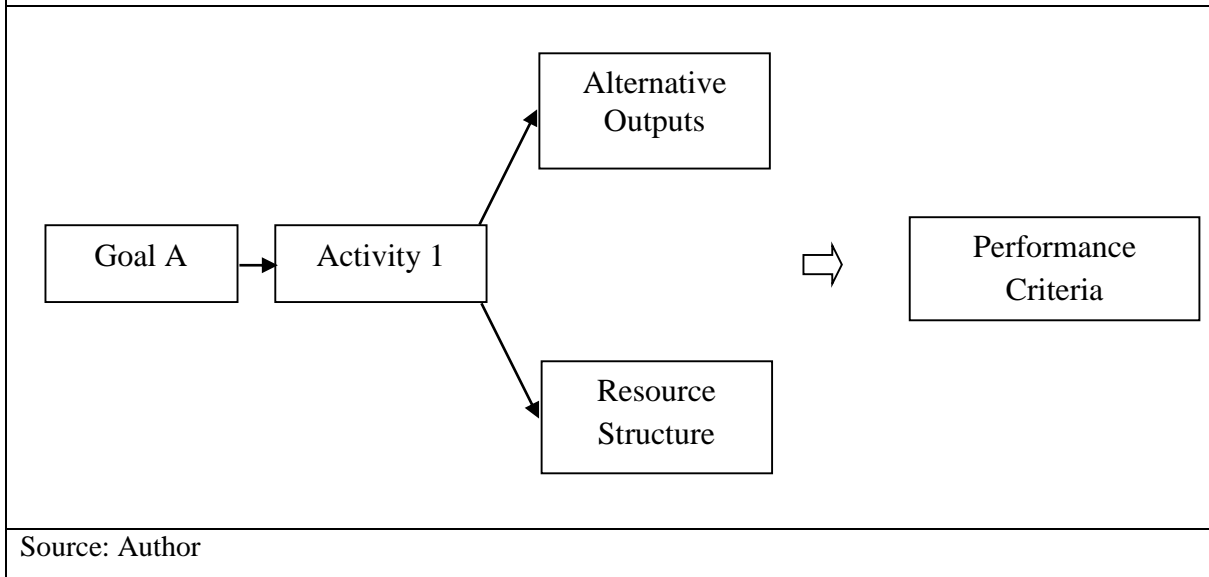 Alternative
Outputs
Goal A
Activity 1
Performance
Criteria
Resource
Structure
Source: Author